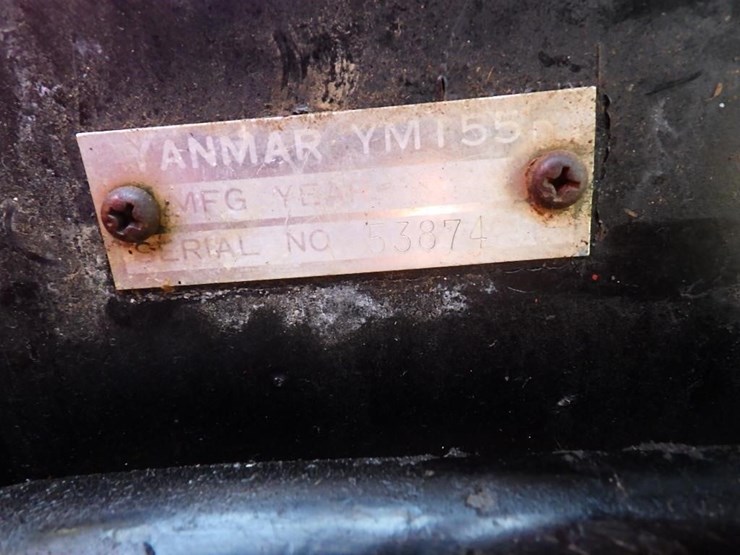 YANMAR YM155
MFG YEAR
SERIAL NO 53874